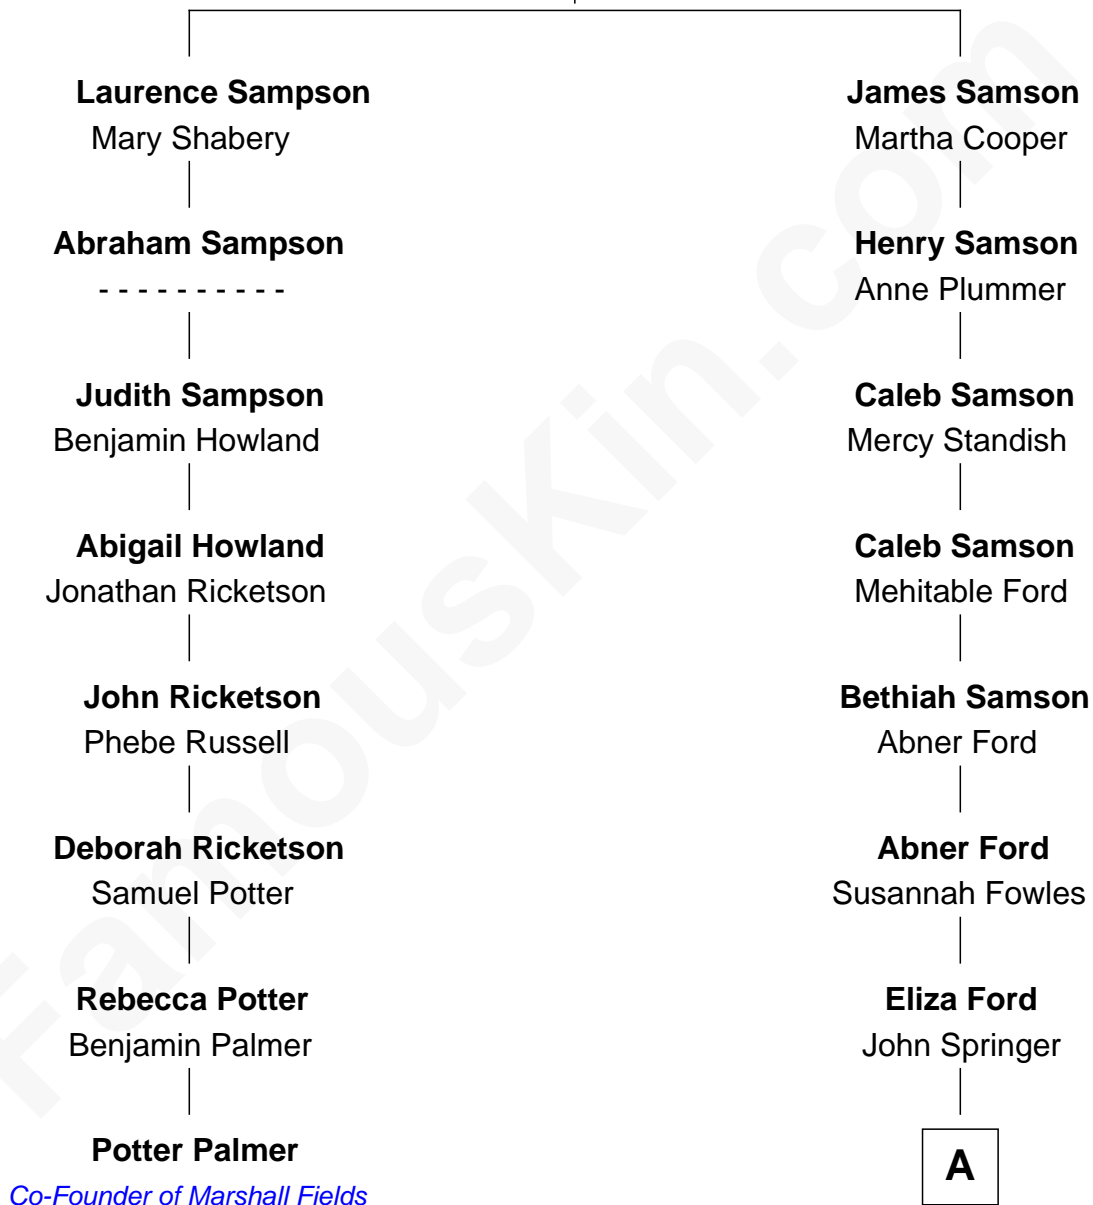 Laurence Sampson
Mary Shabery
James Samson
Martha Cooper
Abraham Sampson
- - - - - - - - - -
Henry Samson
Anne Plummer
Judith Sampson
Benjamin Howland
Caleb Samson
Mercy Standish
Abigail Howland
Jonathan Ricketson
Caleb Samson
Mehitable Ford
John Ricketson
Phebe Russell
Bethiah Samson
Abner Ford
Deborah Ricketson
Samuel Potter
Abner Ford
Susannah Fowles
Rebecca Potter
Benjamin Palmer
Eliza Ford
John Springer
Potter Palmer
Co-Founder of Marshall Fields
A
FamousKin.com